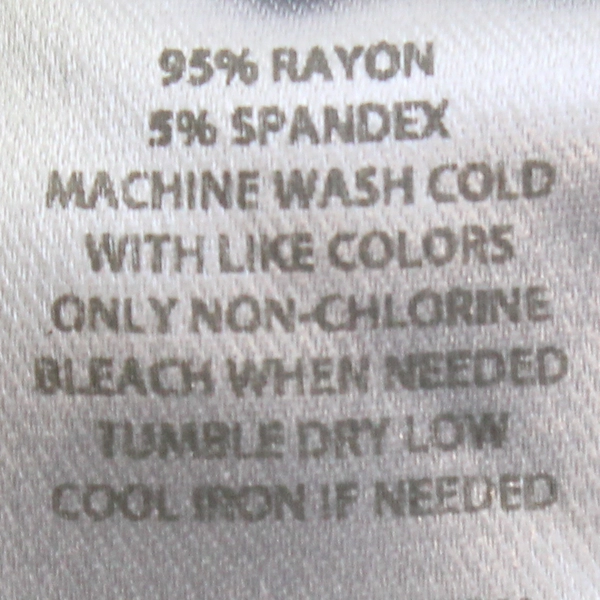 95% RAYON
5% SPANDEX
MACHINE WASH COLD
WITH LIKE COLORS
ONLY NON-CHLORINE
BLEACH WHEN NEEDED
TUMBLE DRY LOW
COOL IRON IF NEEDED